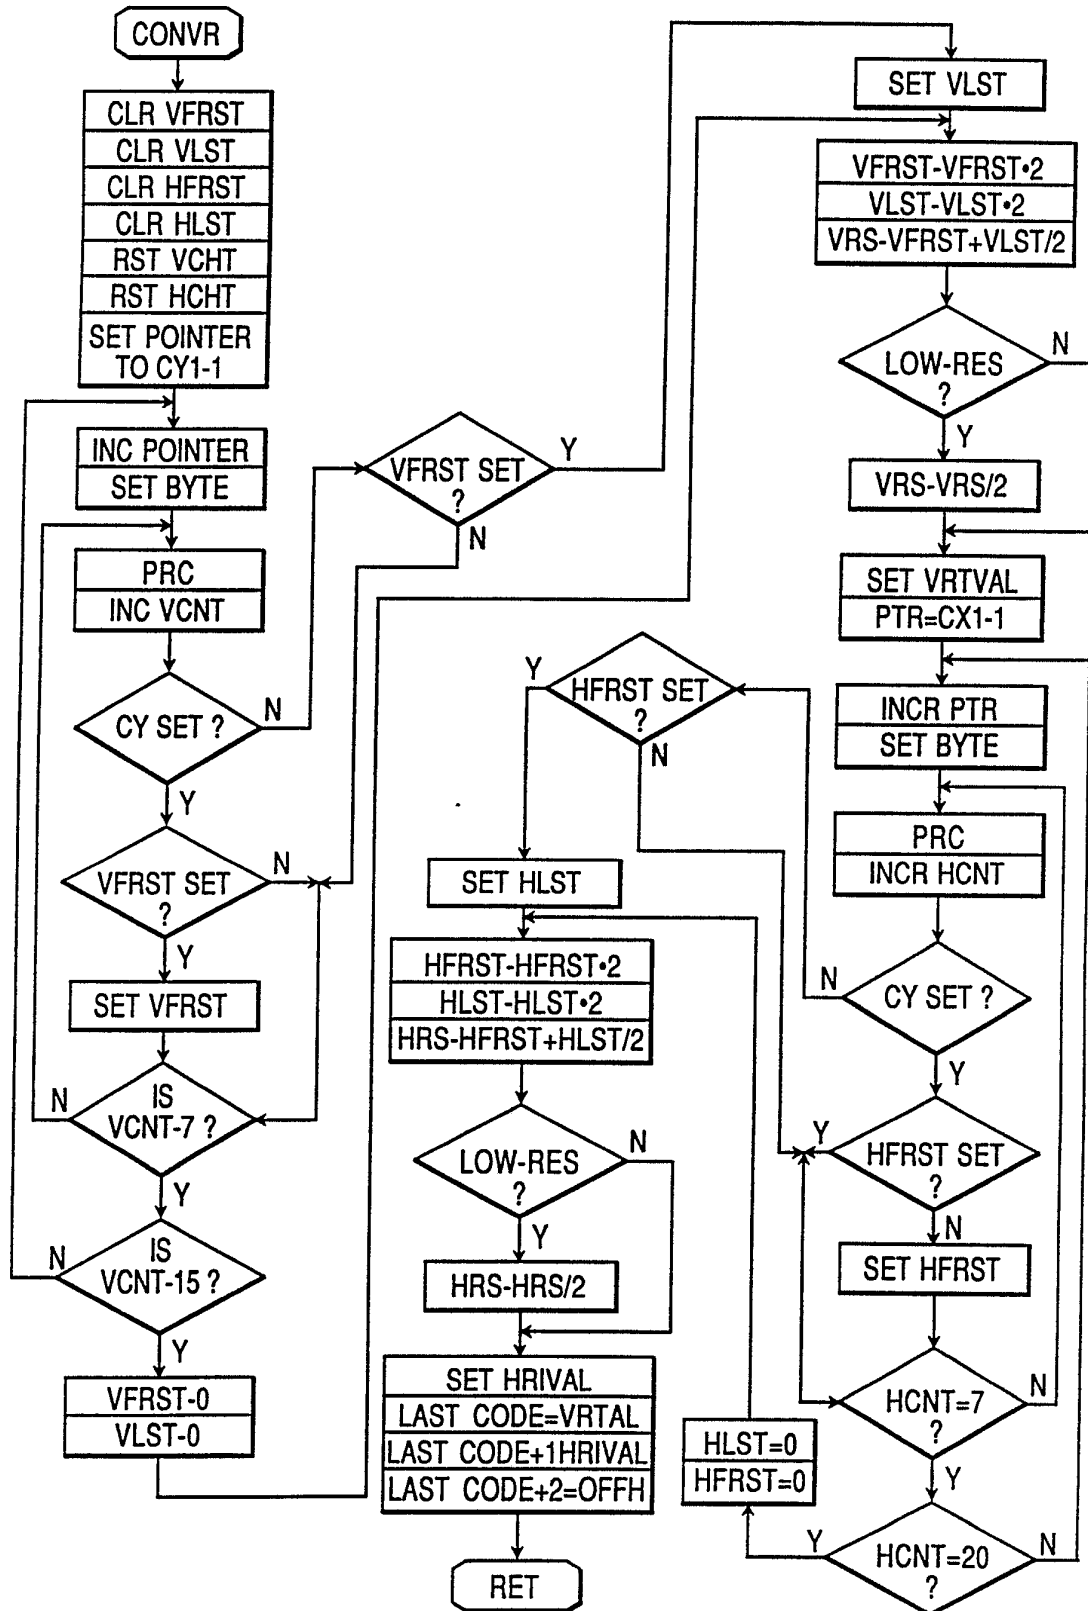 CONVR
CLR VFRST
CLR VLST
CLR HFRST
CLR HLST
RST VCHT
RST HCHT
SET POINTER
TO CY1-1
INC POINTER
SET BYTE
PRC
INC VCNT
CY SET ?
N
Y
VFRST SET
?
N
Y
SET VFRST
IS
VCNT-7 ?
N
Y
IS
VCNT-15 ?
N
Y
VFRST-0
VLST-0
VFRST SET
?
Y
N
SET VLST
VFRST-VFRST•2
VLST-VLST•2
VRS-VFRST+VLST/2
LOW-RES
?
N
Y
VRS-VRS/2
SET VRTVAL
PTR=CX1-1
INCR PTR
SET BYTE
PRC
INCR HCNT
CY SET ?
N
Y
HFRST SET
?
Y
N
SET HFRST
HCNT=7
?
N
Y
HCNT=20
?
Y
N
HLST=0
HFRST=0
HFRST SET
?
Y
N
SET HLST
HFRST-HFRST•2
HLST-HLST•2
HRS-HFRST+HLST/2
LOW-RES
?
N
Y
HRS-HRS/2
SET HRIVAL
LAST CODE=VRTAL
LAST CODE+1HRIVAL
LAST CODE+2=OFFH
RET